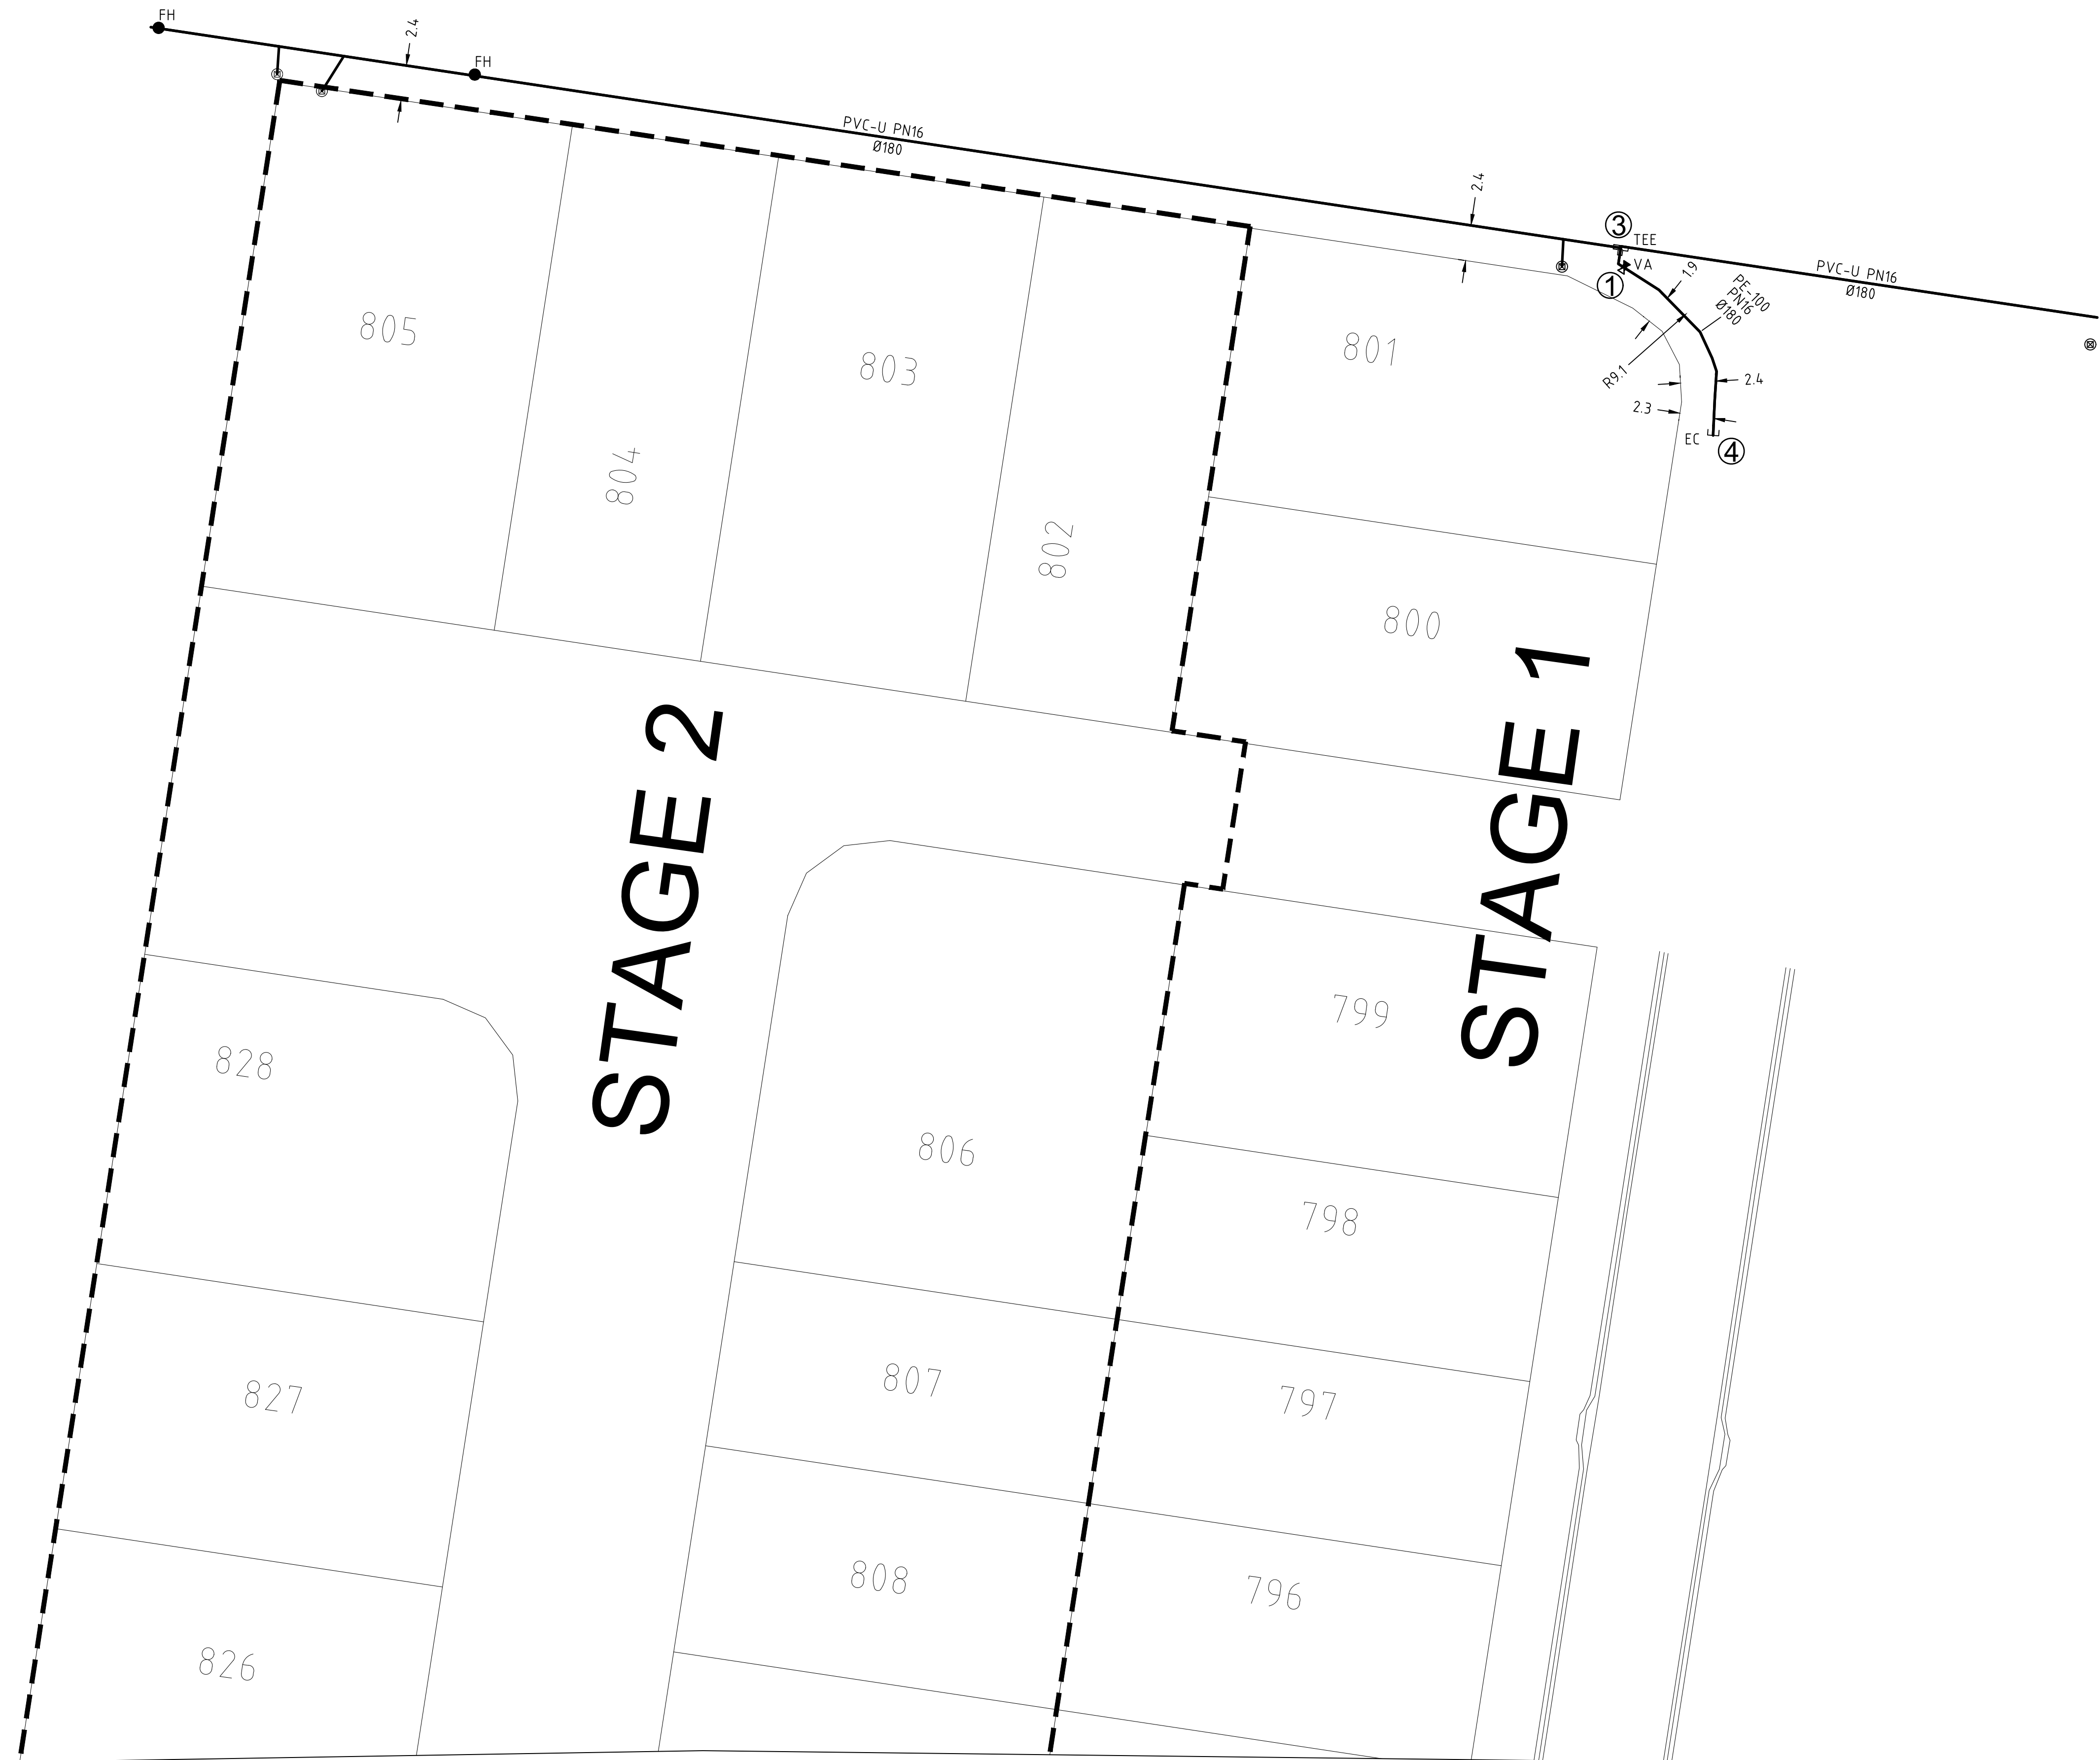 FH
2.4
FH
PVC-U PN16
Ø180
2.4
③
TEE
VA
①
1.9
PE-100
PN16
Ø180
PVC-U PN16
Ø180
R9.1
2.4
2.3
EC
④
805
804
803
802
801
800
STAGE 2
STAGE 1
828
806
799
798
827
807
797
826
808
796